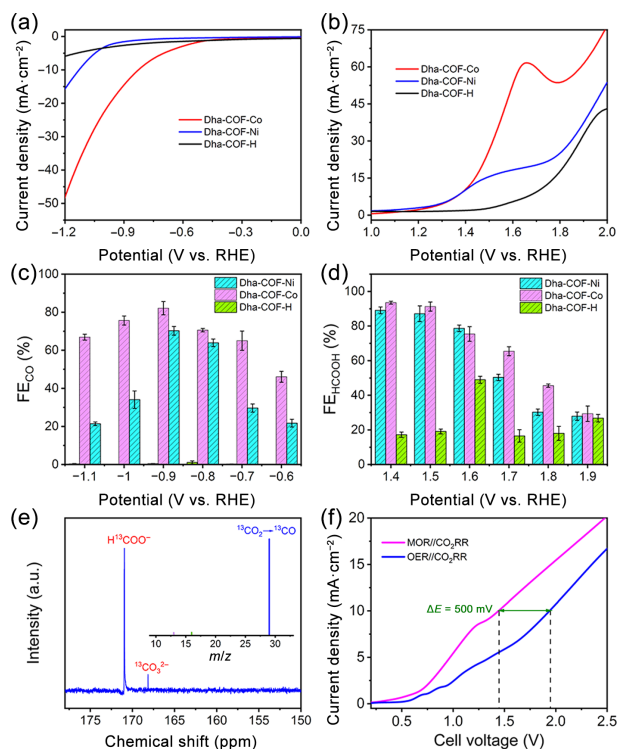 (a)
Current density (mA·cm⁻²)
0
−10
−20
−30
−40
−50
Dha-COF-Co
Dha-COF-Ni
Dha-COF-H
−1.2
−0.9
−0.6
−0.3
0.0
Potential (V vs. RHE)
(b)
Current density (mA·cm⁻²)
75
60
45
30
15
0
Dha-COF-Co
Dha-COF-Ni
Dha-COF-H
1.0
1.2
1.4
1.6
1.8
2.0
Potential (V vs. RHE)
(c)
FE_CO (%)
100
80
60
40
20
0
Dha-COF-Ni
Dha-COF-Co
Dha-COF-H
−1.1
−1
−0.9
−0.8
−0.7
−0.6
Potential (V vs. RHE)
(d)
FE_HCOOH (%)
100
80
60
40
20
0
Dha-COF-Ni
Dha-COF-Co
Dha-COF-H
1.4
1.5
1.6
1.7
1.8
1.9
Potential (V vs. RHE)
(e)
Intensity (a.u.)
H¹³COO⁻
¹³CO₃²⁻
¹³CO₂→¹³CO
10
15
20
25
30
m/z
175
170
165
160
155
150
Chemical shift (ppm)
(f)
Current density (mA·cm⁻²)
20
15
10
5
0
MOR//CO₂RR
OER//CO₂RR
ΔE = 500 mV
0.5
1.0
1.5
2.0
2.5
Cell voltage (V)